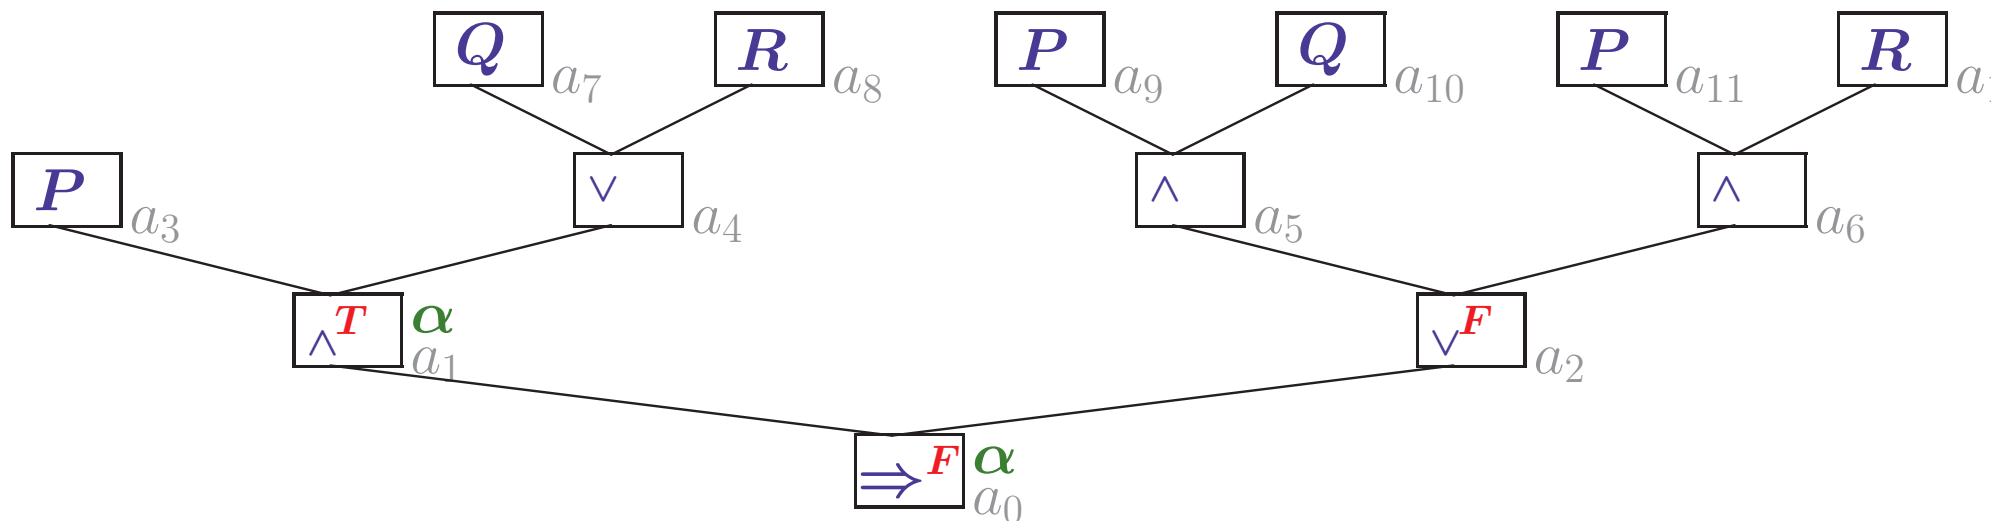 Q a₇ R a₈ P a₉ Q a₁₀ P a₁₁ R
P a₃ ∨ a₄ ∧ a₅ ∧ a₆
∧ᵀ α a₁ ∨ꟳ a₂
⇒ꟳ α a₀